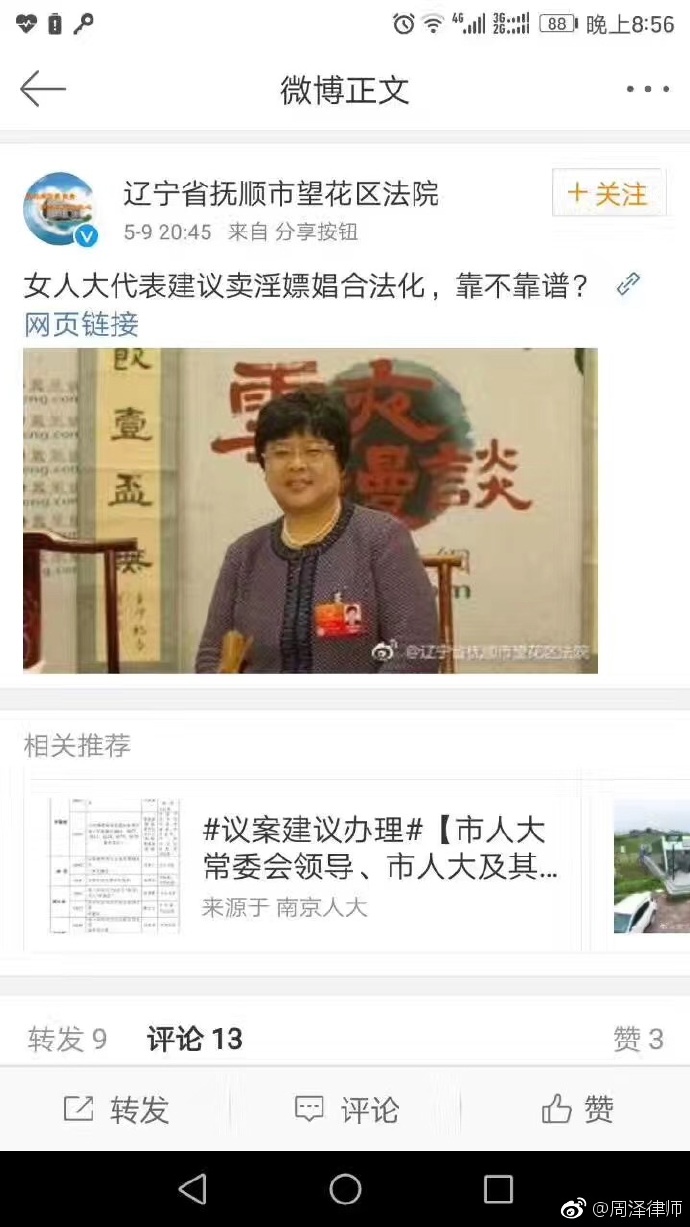 4G 3G 2G 88 晚上8:56
微博正文
辽宁省抚顺市望花区法院
+ 关注
5-9 20:45 来自 分享按钮
女人大代表建议卖淫嫖娼合法化，靠不靠谱？
网页链接
壹
盃
談
@辽宁省抚顺市望花区法院
相关推荐
#议案建议办理#【市人大
常委会领导、市人大及其...
来源于 南京人大
转发 9 评论 13 赞 3
转发 评论 赞
@周泽律师